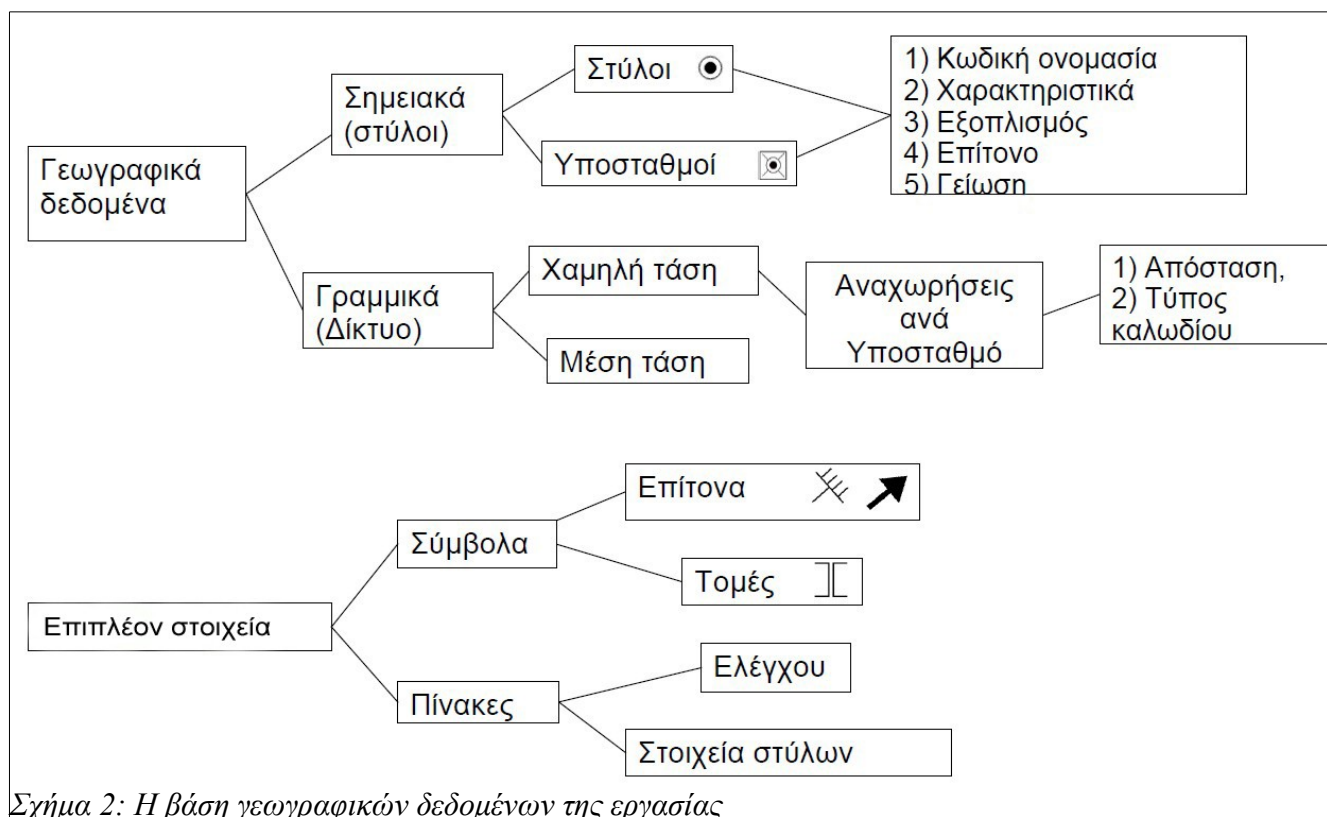 Γεωγραφικά
δεδομένα
Σημειακά
(στύλοι)
Στύλοι
Υποσταθμοί
1) Κωδική ονομασία
2) Χαρακτηριστικά
3) Εξοπλισμός
4) Επίτονο
5) Γείωση
Γραμμικά
(Δίκτυο)
Χαμηλή τάση
Μέση τάση
Αναχωρήσεις
ανά
Υποσταθμό
1) Απόσταση,
2) Τύπος
καλωδίου
Επιπλέον στοιχεία
Σύμβολα
Επίτονα
Τομές
Πίνακες
Ελέγχου
Στοιχεία στύλων
Σχήμα 2: Η βάση γεωγραφικών δεδομένων της εργασίας